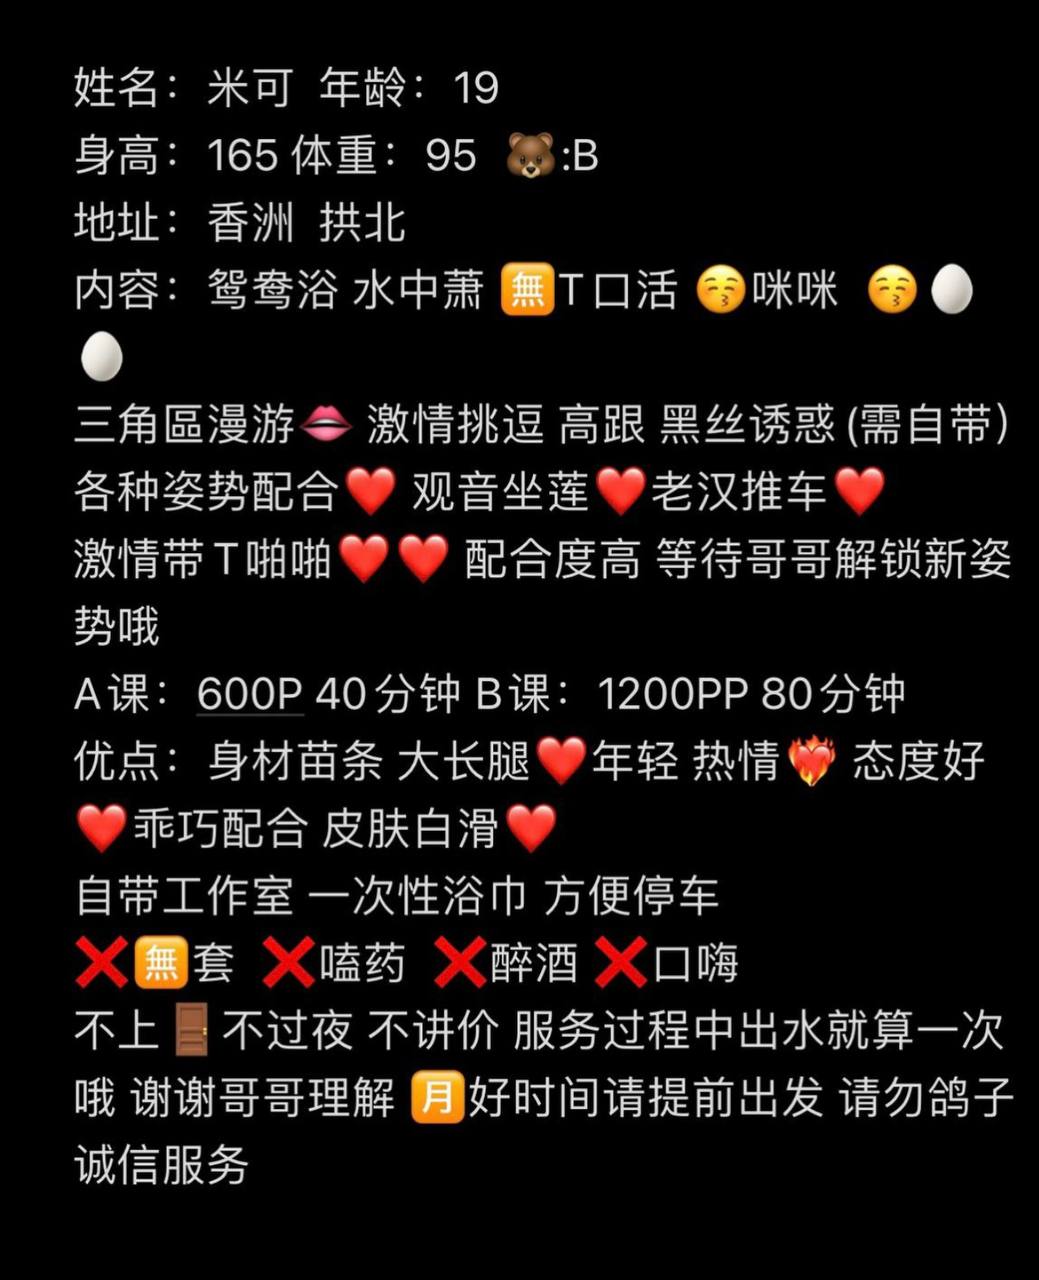 姓名：米可 年龄：19
身高：165 体重：95 🐻:B
地址：香洲 拱北
内容：鸳鸯浴 水中萧 🈚T口活 😚咪咪 😚🥚
🥚
三角區漫游👄 激情挑逗 高跟 黑丝诱惑 (需自带）
各种姿势配合❤️ 观音坐莲❤️老汉推车❤️
激情带T啪啪❤️❤️ 配合度高 等待哥哥解锁新姿
势哦
A课：600P 40分钟 B课：1200PP 80分钟
优点：身材苗条 大长腿❤️年轻 热情❤️‍🔥 态度好
❤️乖巧配合 皮肤白滑❤️
自带工作室 一次性浴巾 方便停车
❌🈚套 ❌嗑药 ❌醉酒 ❌口嗨
不上🚪不过夜 不讲价 服务过程中出水就算一次
哦 谢谢哥哥理解 🈷️好时间请提前出发 请勿鸽子
诚信服务